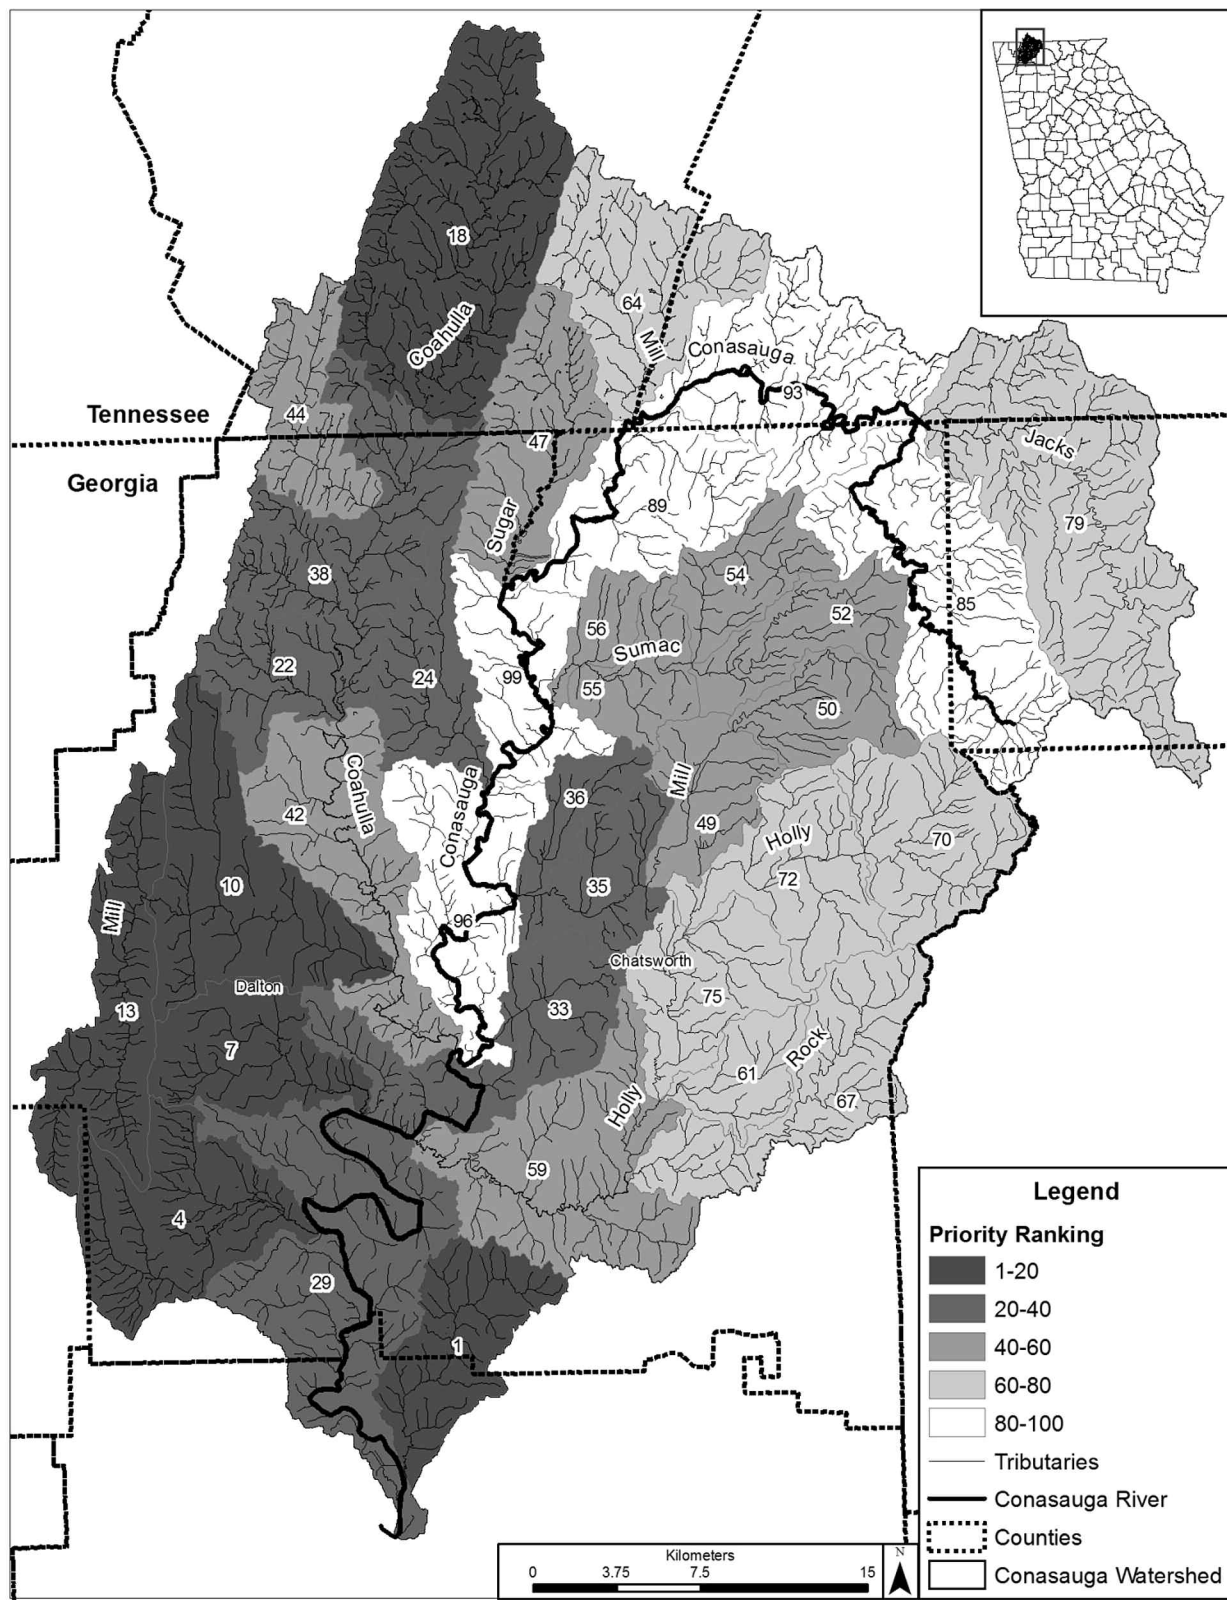 18
Coahulla
64
Mill
Conasauga
93
44
Tennessee
47
Jacks
Georgia
Sugar
89
79
38
54
52
85
56
Sumac
22
24
99
55
50
Coahulla
Conasauga
36
Mill
42
49
Holly
70
72
10
35
Mill
96
Chatsworth
Dalton
75
13
33
7
Rock
61
67
Holly
59
4
29
1
Legend
Priority Ranking
1-20
20-40
40-60
60-80
80-100
Tributaries
Conasauga River
Counties
Conasauga Watershed
Kilometers
0 3.75 7.5 15
N